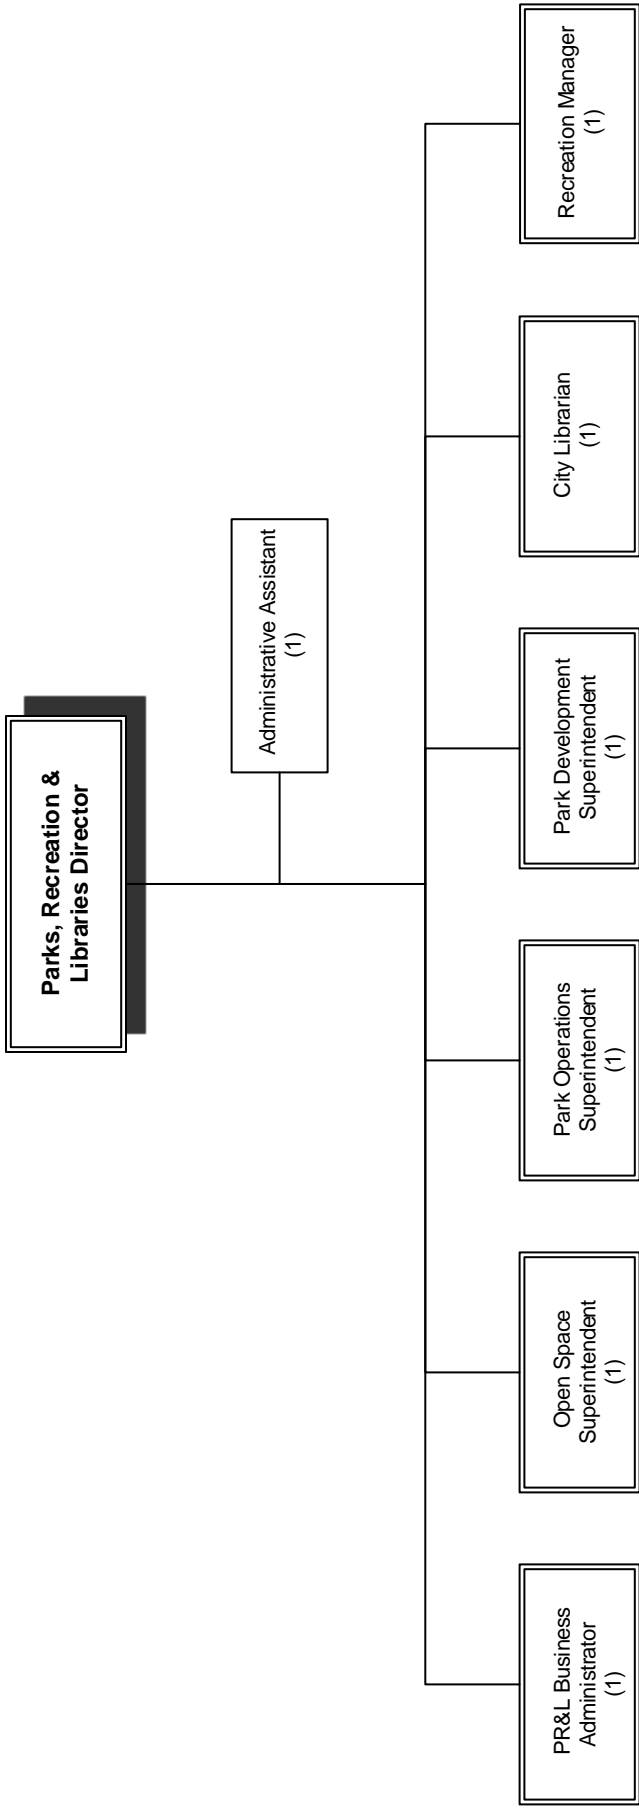 Parks, Recreation &
Libraries Director
Administrative Assistant
(1)
PR&L Business
Administrator
(1)
Open Space
Superintendent
(1)
Park Operations
Superintendent
(1)
Park Development
Superintendent
(1)
City Librarian
(1)
Recreation Manager
(1)